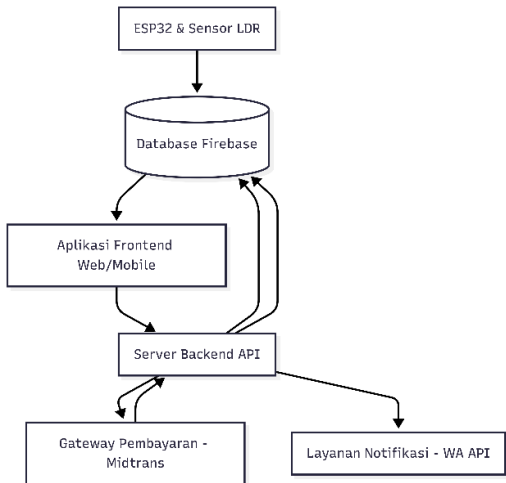 ESP32 & Sensor LDR
Database Firebase
Aplikasi Frontend
Web/Mobile
Server Backend API
Gateway Pembayaran -
Midtrans
Layanan Notifikasi - WA API